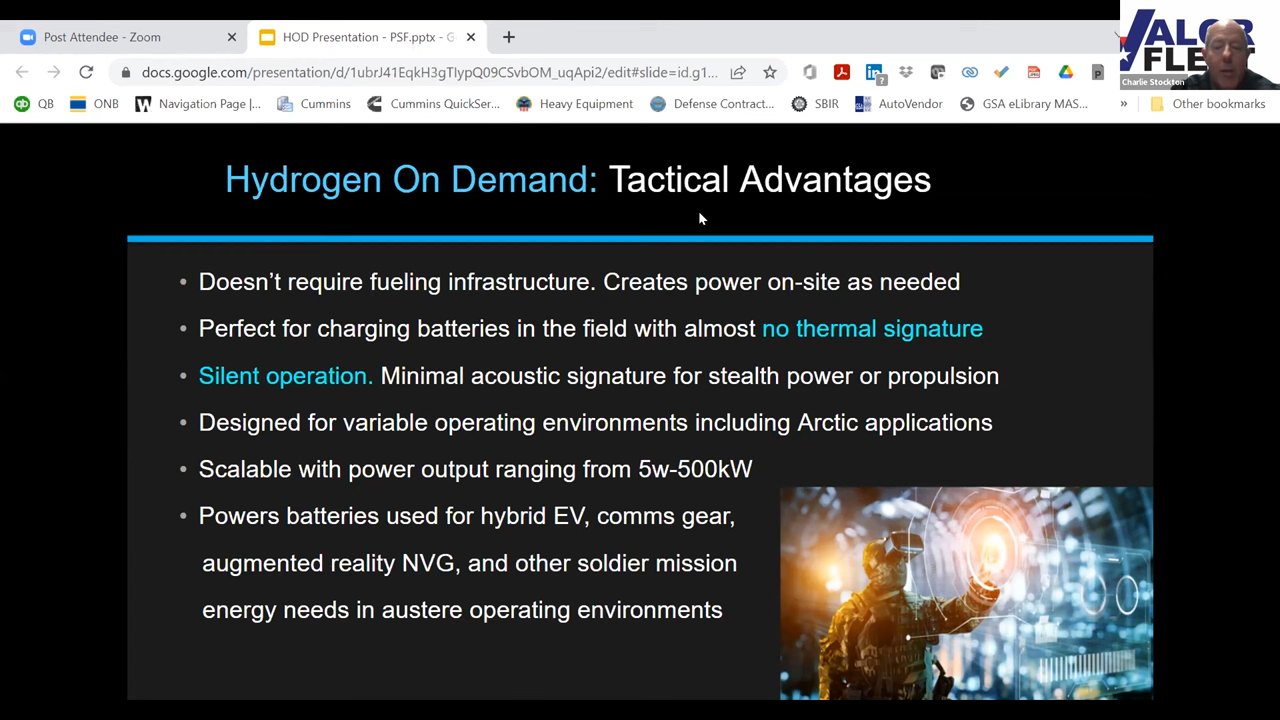 Post Attendee - Zoom
HOD Presentation - PSF.pptx - G
docs.google.com/presentation/d/
/edit#slide=id.g1...
QB
ONB
Navigation Page |...
Cummins
Cummins QuickSer...
Heavy Equipment
Defense Contract...
SBIR
AutoVendor
GSA eLibrary MAS...
»
Other bookmarks
VALOR
FLEET
Charlie Stockton
Hydrogen On Demand: Tactical Advantages
• Doesn’t require fueling infrastructure. Creates power on-site as needed
• Perfect for charging batteries in the field with almost no thermal signature
• Silent operation. Minimal acoustic signature for stealth power or propulsion
• Designed for variable operating environments including Arctic applications
• Scalable with power output ranging from 5w-500kW
• Powers batteries used for hybrid EV, comms gear,
augmented reality NVG, and other soldier mission
energy needs in austere operating environments